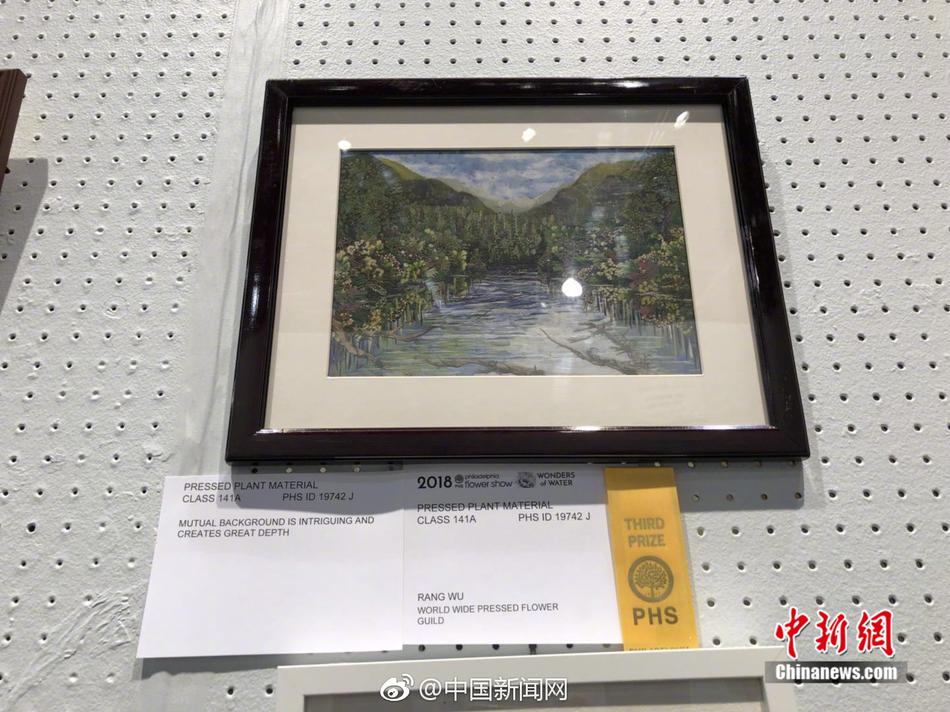 PRESSED PLANT MATERIAL
CLASS 141A PHS ID 19742 J
MUTUAL BACKGROUND IS INTRIGUING AND
CREATES GREAT DEPTH
2018 PHS philadelphia flower show WONDERS of WATER
PRESSED PLANT MATERIAL
CLASS 141A PHS ID 19742 J
RANG WU
WORLD WIDE PRESSED FLOWER
GUILD
THIRD
PRIZE
PHS
中新网
Chinanews.com
@中国新闻网